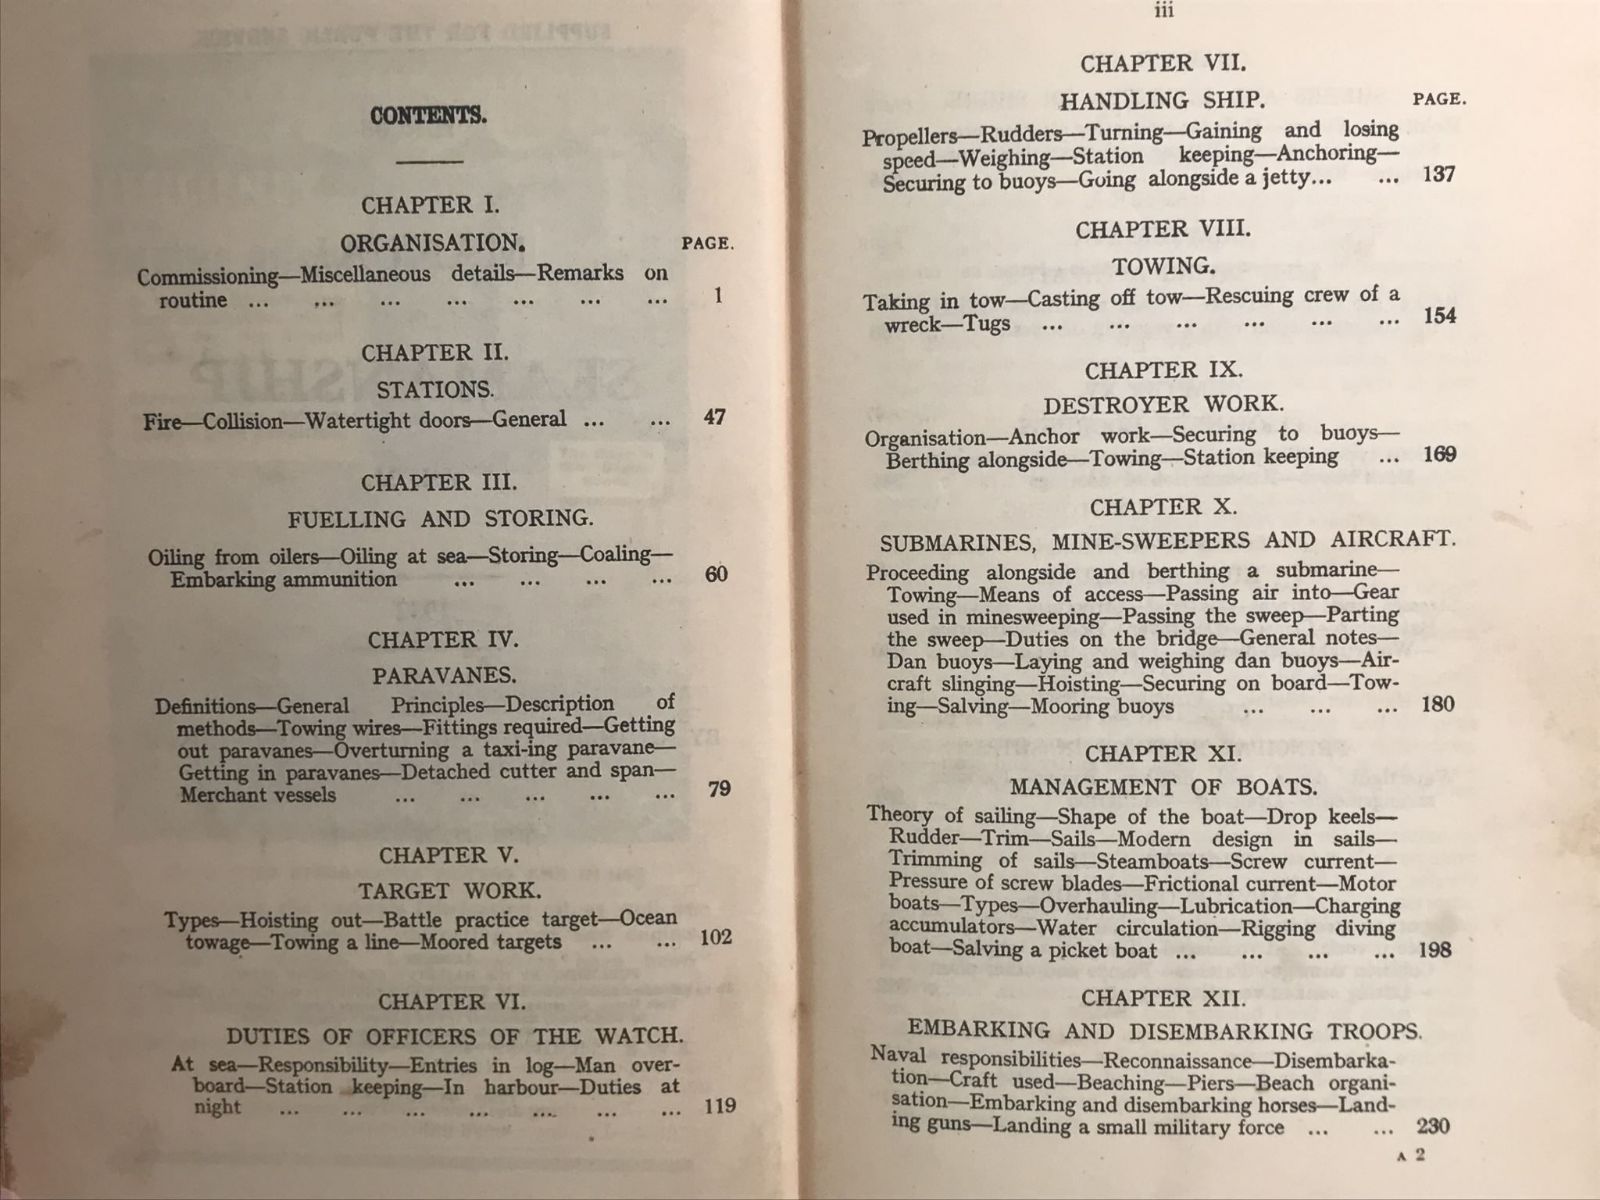 CONTENTS.
CHAPTER I.
ORGANISATION. PAGE.
Commissioning—Miscellaneous details—Remarks on
routine ... ... ... ... ... ... ... 1
CHAPTER II.
STATIONS.
Fire—Collision—Watertight doors—General ... ... 47
CHAPTER III.
FUELLING AND STORING.
Oiling from oilers—Oiling at sea—Storing—Coaling—
Embarking ammunition ... ... ... ... 60
CHAPTER IV.
PARAVANES.
Definitions—General Principles—Description of
methods—Towing wires—Fittings required—Getting
out paravanes—Overturning a taxi-ing paravane—
Getting in paravanes—Detached cutter and span—
Merchant vessels ... ... ... ... ... 79
CHAPTER V.
TARGET WORK.
Types—Hoisting out—Battle practice target—Ocean
towage—Towing a line—Moored targets ... ... 102
CHAPTER VI.
DUTIES OF OFFICERS OF THE WATCH.
At sea—Responsibility—Entries in log—Man over-
board—Station keeping—In harbour—Duties at
night ... ... ... ... ... ... ... 119
iii
CHAPTER VII.
HANDLING SHIP. PAGE.
Propellers—Rudders—Turning—Gaining and losing
speed—Weighing—Station keeping—Anchoring—
Securing to buoys—Going alongside a jetty... ... 137
CHAPTER VIII.
TOWING.
Taking in tow—Casting off tow—Rescuing crew of a
wreck—Tugs ... ... ... ... ... ... 154
CHAPTER IX.
DESTROYER WORK.
Organisation—Anchor work—Securing to buoys—
Berthing alongside—Towing—Station keeping ... 169
CHAPTER X.
SUBMARINES, MINE-SWEEPERS AND AIRCRAFT.
Proceeding alongside and berthing a submarine—
Towing—Means of access—Passing air into—Gear
used in minesweeping—Passing the sweep—Parting
the sweep—Duties on the bridge—General notes—
Dan buoys—Laying and weighing dan buoys—Air-
craft slinging—Hoisting—Securing on board—Tow-
ing—Salving—Mooring buoys ... ... ... 180
CHAPTER XI.
MANAGEMENT OF BOATS.
Theory of sailing—Shape of the boat—Drop keels—
Rudder—Trim—Sails—Modern design in sails—
Trimming of sails—Steamboats—Screw current—
Pressure of screw blades—Frictional current—Motor
boats—Types—Overhauling—Lubrication—Charging
accumulators—Water circulation—Rigging diving
boat—Salving a picket boat ... ... ... ... 198
CHAPTER XII.
EMBARKING AND DISEMBARKING TROOPS.
Naval responsibilities—Reconnaissance—Disembarka-
tion—Craft used—Beaching—Piers—Beach organi-
sation—Embarking and disembarking horses—Land-
ing guns—Landing a small military force ... ... 230
A 2